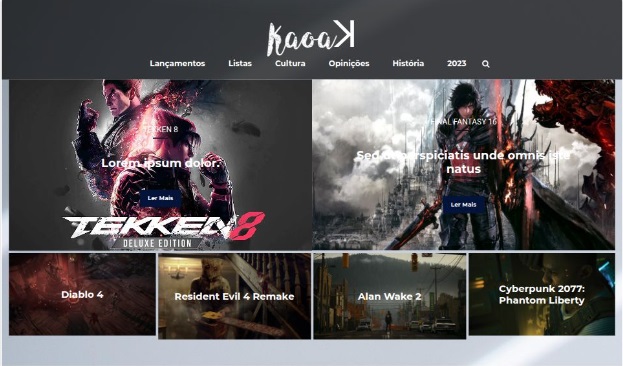 KaoaK
Lançamentos Listas Cultura Opiniões História 2023
TEKKEN 8
Lorem ipsum dolor.
Ler Mais
TEKKEN 8
DELUXE EDITION
FINAL FANTASY 16
Sed ut perspiciatis unde omnis iste
natus
Ler Mais
Diablo 4
Resident Evil 4 Remake
Alan Wake 2
Cyberpunk 2077:
Phantom Liberty